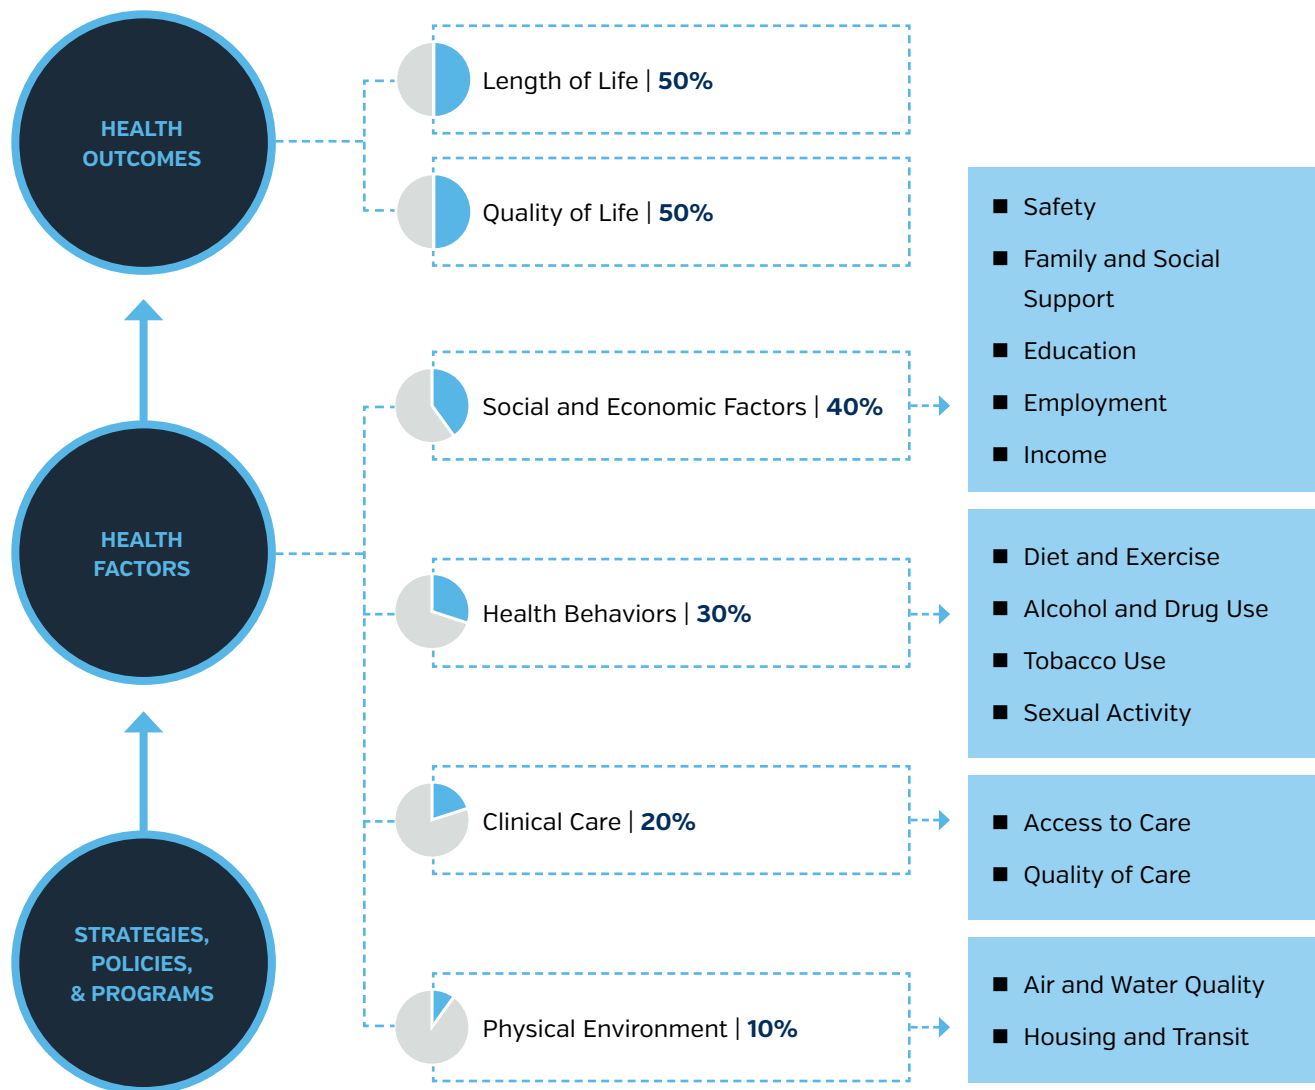 HEALTH
OUTCOMES
Length of Life | 50%
Quality of Life | 50%
HEALTH
FACTORS
Social and Economic Factors | 40%
■ Safety
■ Family and Social
Support
■ Education
■ Employment
■ Income
Health Behaviors | 30%
■ Diet and Exercise
■ Alcohol and Drug Use
■ Tobacco Use
■ Sexual Activity
Clinical Care | 20%
■ Access to Care
■ Quality of Care
STRATEGIES,
POLICIES,
& PROGRAMS
Physical Environment | 10%
■ Air and Water Quality
■ Housing and Transit